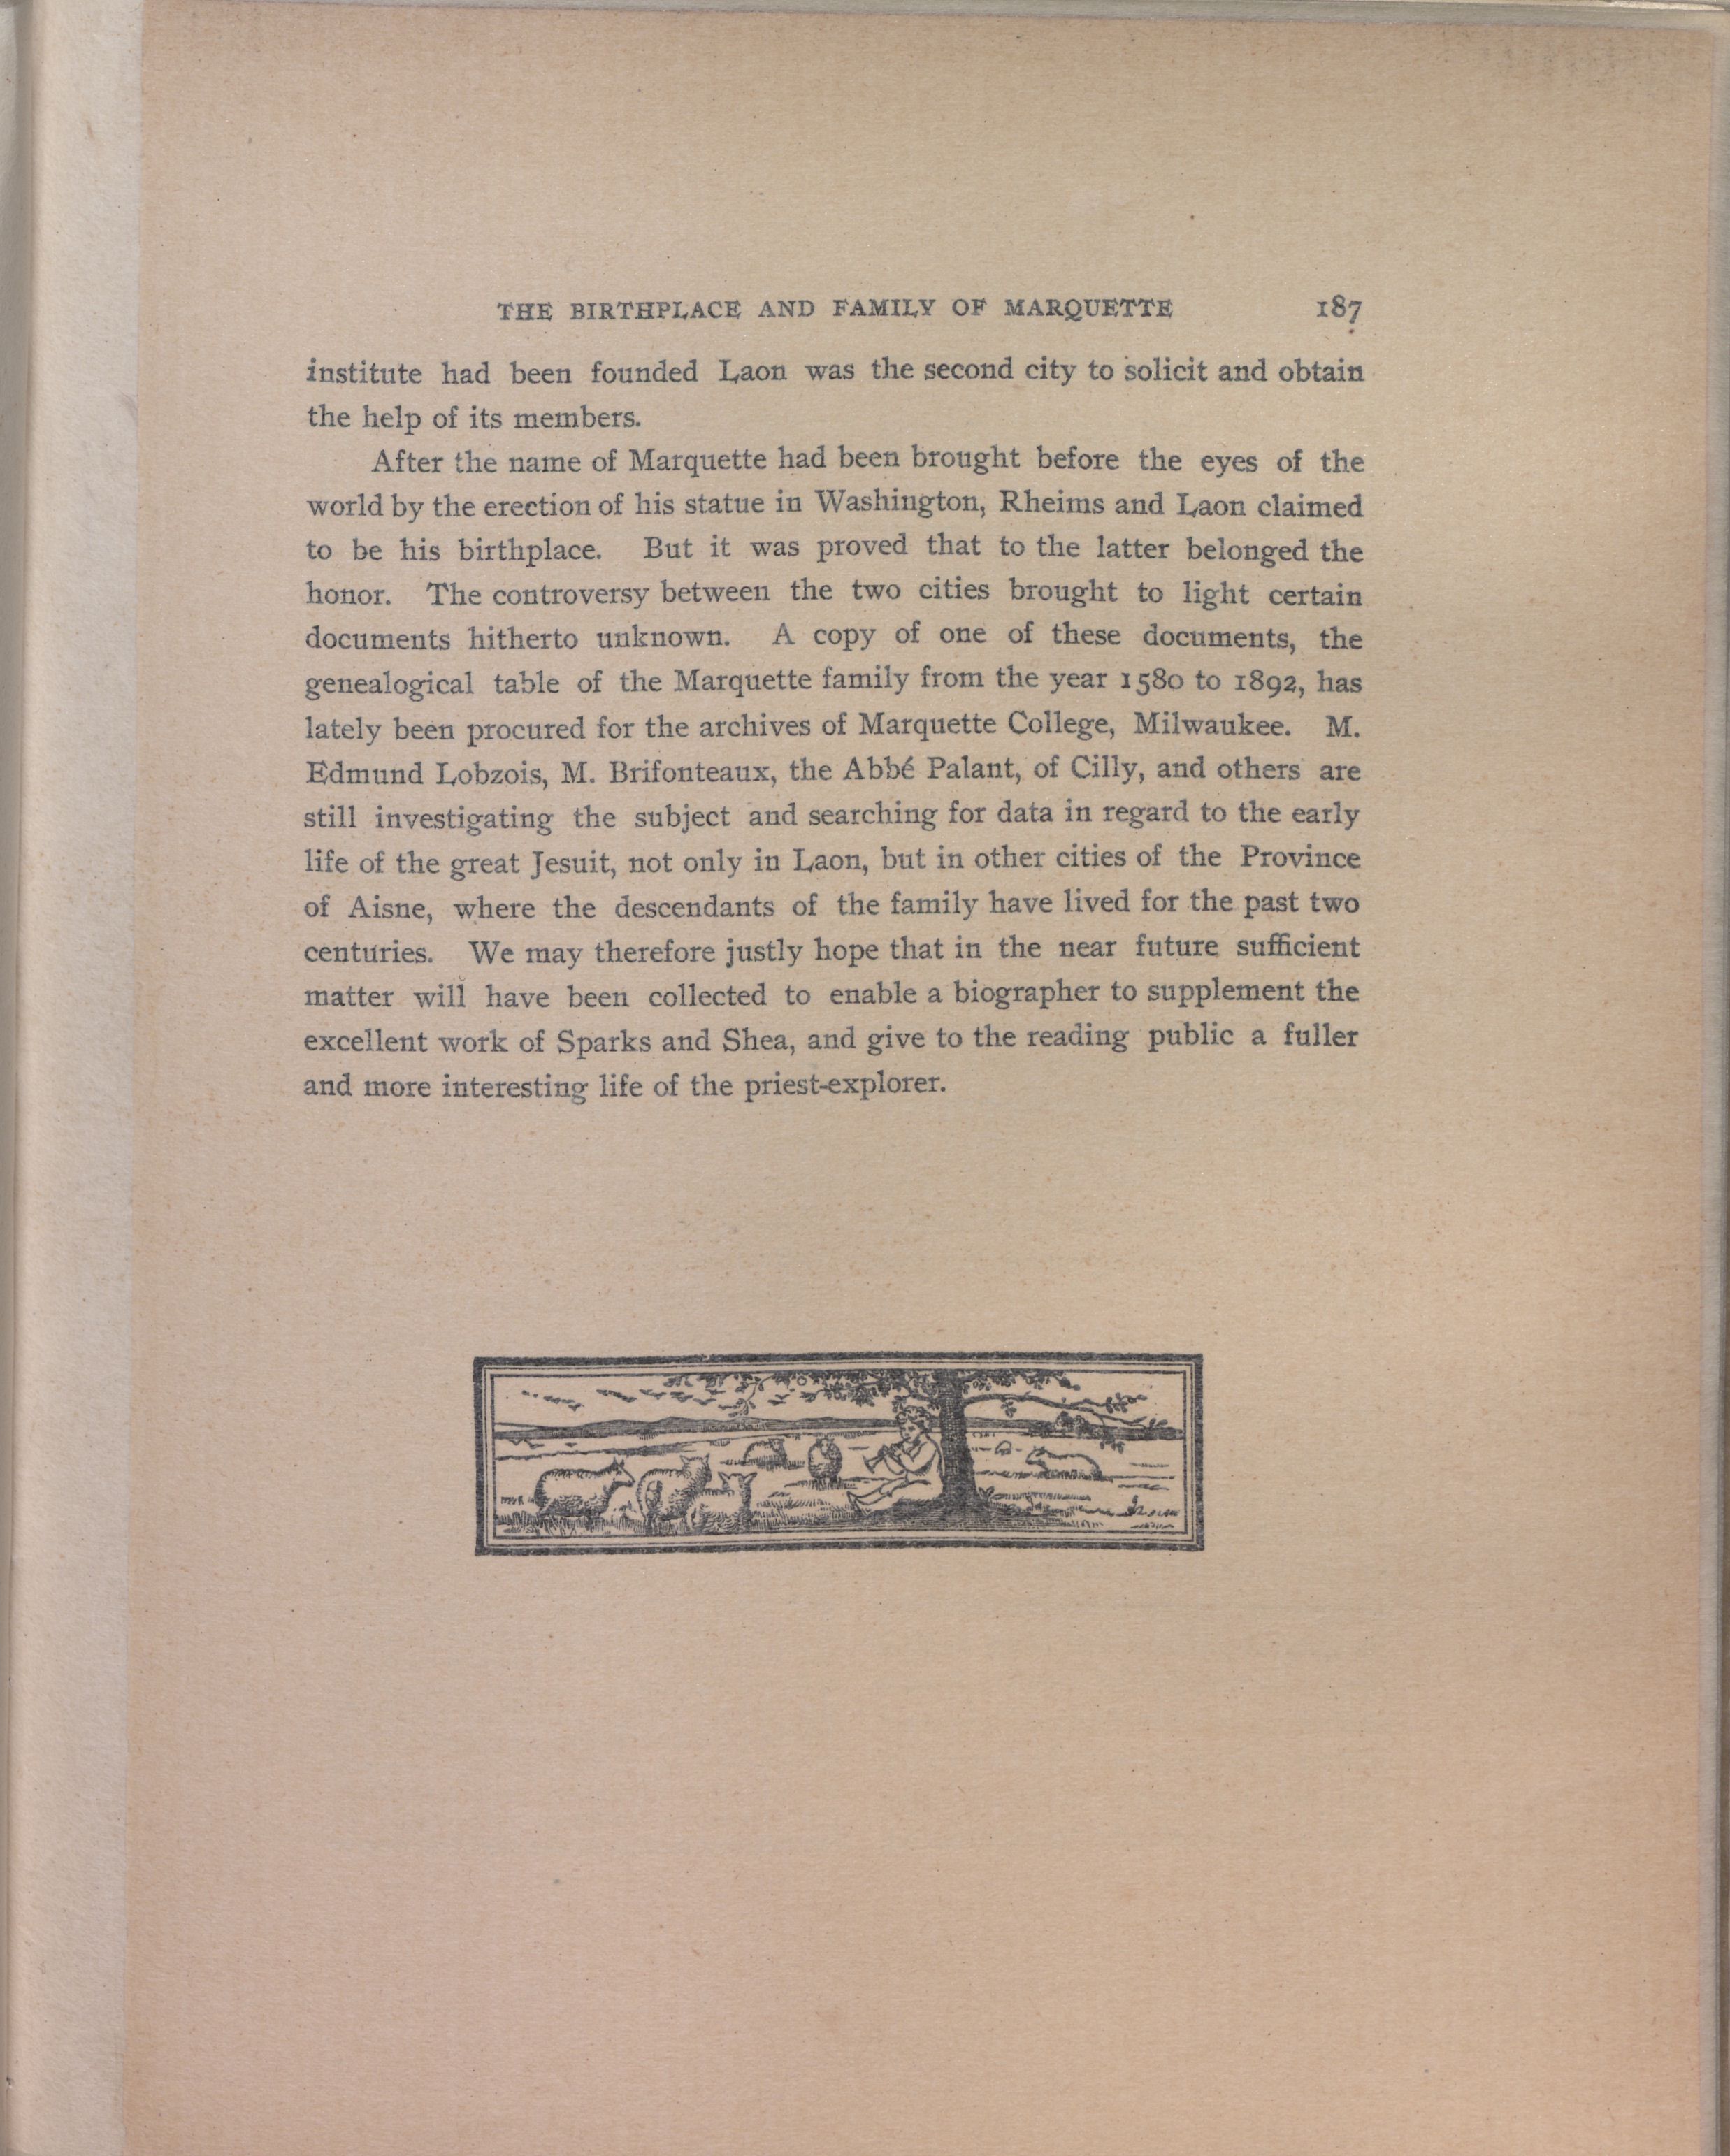 THE BIRTHPLACE AND FAMILY OF MARQUETTE 187
institute had been founded Laon was the second city to solicit and obtain
the help of its members.
After the name of Marquette had been brought before the eyes of the
world by the erection of his statue in Washington, Rheims and Laon claimed
to be his birthplace. But it was proved that to the latter belonged the
honor. The controversy between the two cities brought to light certain
documents hitherto unknown. A copy of one of these documents, the
genealogical table of the Marquette family from the year 1580 to 1892, has
lately been procured for the archives of Marquette College, Milwaukee. M.
Edmund Lobzois, M. Brifonteaux, the Abbé Palant, of Cilly, and others are
still investigating the subject and searching for data in regard to the early
life of the great Jesuit, not only in Laon, but in other cities of the Province
of Aisne, where the descendants of the family have lived for the past two
centuries. We may therefore justly hope that in the near future sufficient
matter will have been collected to enable a biographer to supplement the
excellent work of Sparks and Shea, and give to the reading public a fuller
and more interesting life of the priest-explorer.